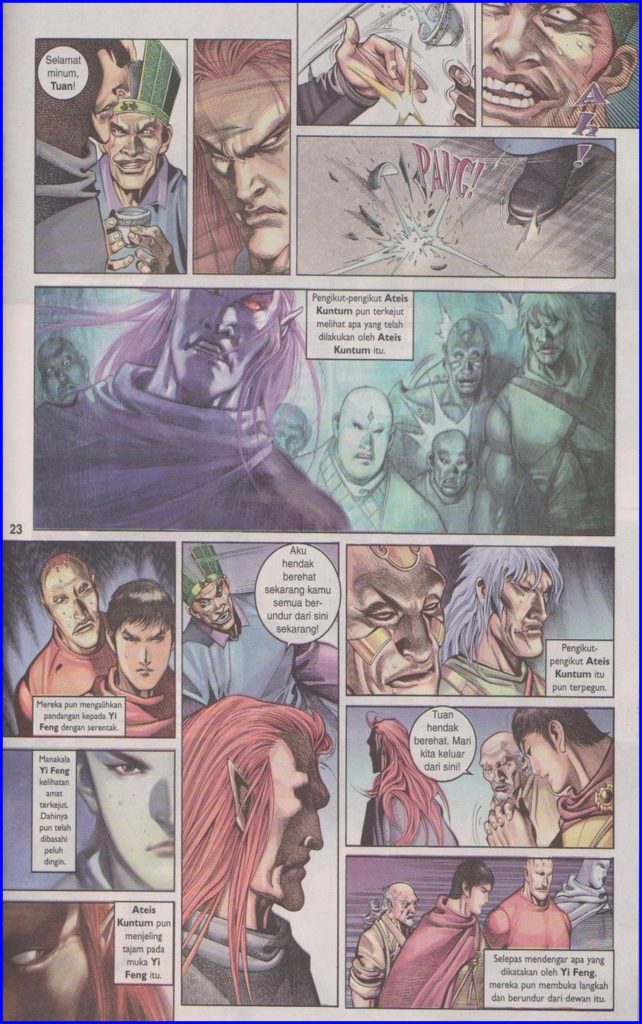 Selamat
minum,
Tuan!
AH!
PANG!
Pengikut-pengikut Ateis
Kuntum pun terkejut
melihat apa yang telah
dilakukan oleh Ateis
Kuntum itu.
23
Mereka pun mengalihkan
pandangan kepada Yi
Feng dengan serentak.
Aku
hendak
berehat
sekarang kamu
semua ber-
undur dari sini
sekarang!
Pengikut-
pengikut Ateis
Kuntum itu
pun terpegun.
Manakala
Yi Feng
kelihatan
amat
terkejut.
Dahinya
pun telah
dibasahi
peluh
dingin.
Tuan
hendak
berehat. Mari
kita keluar
dari sini!
Ateis
Kuntum pun
menjeling
tajam pada
muka Yi
Feng itu.
Selepas mendengar apa yang
dikatakan oleh Yi Feng,
mereka pun membuka langkah
dan berundur dari dewan itu.